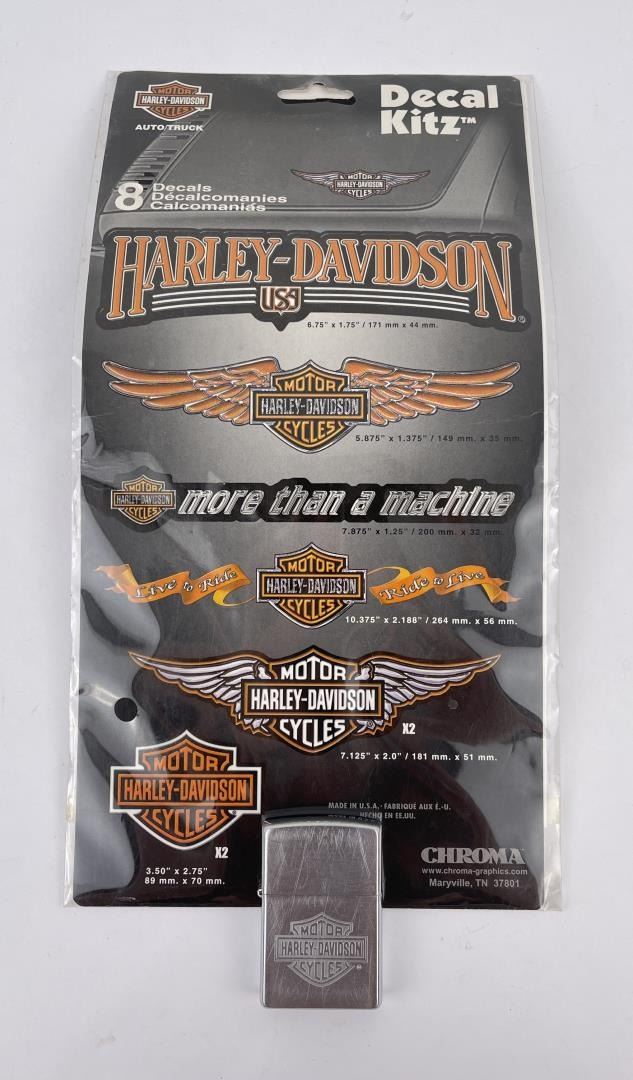 MOTOR
HARLEY-DAVIDSON
CYCLES
AUTO/TRUCK
Decal
Kitz™
MOTOR
HARLEY-DAVIDSON
CYCLES
8 Decals
Décalcomanies
Calcomanías
HARLEY-DAVIDSON
USA
®
6.75" x 1.75" / 171 mm x 44 mm.
MOTOR
HARLEY-DAVIDSON
CYCLES
5.875" x 1.375" / 149 mm. x 35 mm.
MOTOR
HARLEY-DAVIDSON
CYCLES
more than a machine
7.875" x 1.25" / 200 mm. x 32 mm.
Live to Ride
MOTOR
HARLEY-DAVIDSON
CYCLES
Ride to Live
10.375" x 2.188" / 264 mm. x 56 mm.
MOTOR
HARLEY-DAVIDSON
CYCLES
X2
7.125" x 2.0" / 181 mm. x 51 mm.
MOTOR
HARLEY-DAVIDSON
CYCLES
X2
3.50" x 2.75"
89 mm. x 70 mm.
MADE IN U.S.A. · FABRIQUÉ AUX É.-U.
HECHO EN EE.UU.
CHROMA™
www.chroma-graphics.com
Maryville, TN 37801
MOTOR
HARLEY-DAVIDSON
CYCLES